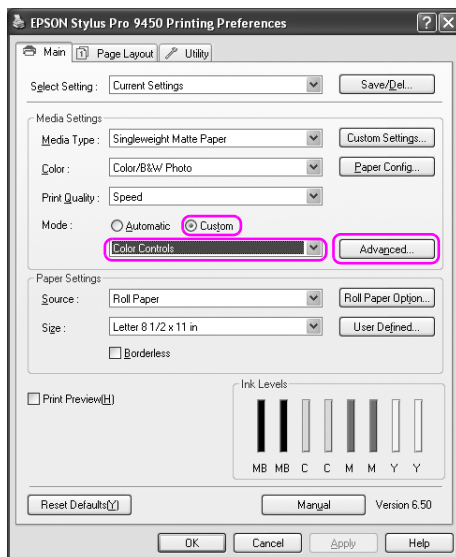 EPSON Stylus Pro 9450 Printing Preferences
Main Page Layout Utility
Select Setting : Current Settings Save/Del...
Media Settings
Media Type : Singleweight Matte Paper Custom Settings...
Color : Color/B&W Photo Paper Config...
Print Quality : Speed
Mode : Automatic Custom
Color Controls Advanced...
Paper Settings
Source : Roll Paper Roll Paper Option...
Size : Letter 8 1/2 x 11 in User Defined...
Borderless
Print Preview(H)
Ink Levels
MB MB C C M M Y Y
Reset Defaults(Y) Manual Version 6.50
OK Cancel Apply Help